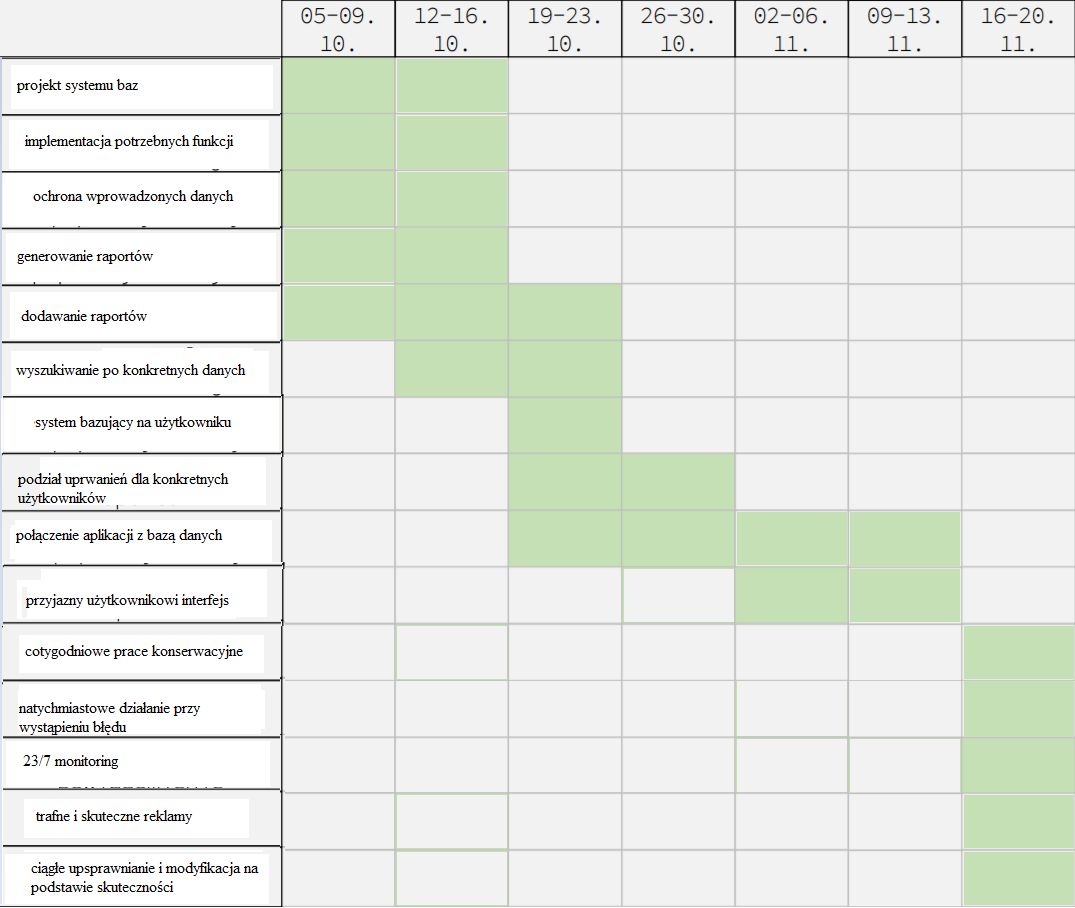 05-09. 12-16. 19-23. 26-30. 02-06. 09-13. 16-20.
10. 10. 10. 10. 11. 11. 11.
projekt systemu baz
implementacja potrzebnych funkcji
ochrona wprowadzonych danych
generowanie raportów
dodawanie raportów
wyszukiwanie po konkretnych danych
system bazujący na użytkowniku
podział uprwanień dla konkretnych
użytkowników
połączenie aplikacji z bazą danych
przyjazny użytkownikowi interfejs
cotygodniowe prace konserwacyjne
natychmiastowe działanie przy
wystąpieniu błędu
23/7 monitoring
trafne i skuteczne reklamy
ciągłe upsprawnianie i modyfikacja na
podstawie skuteczności